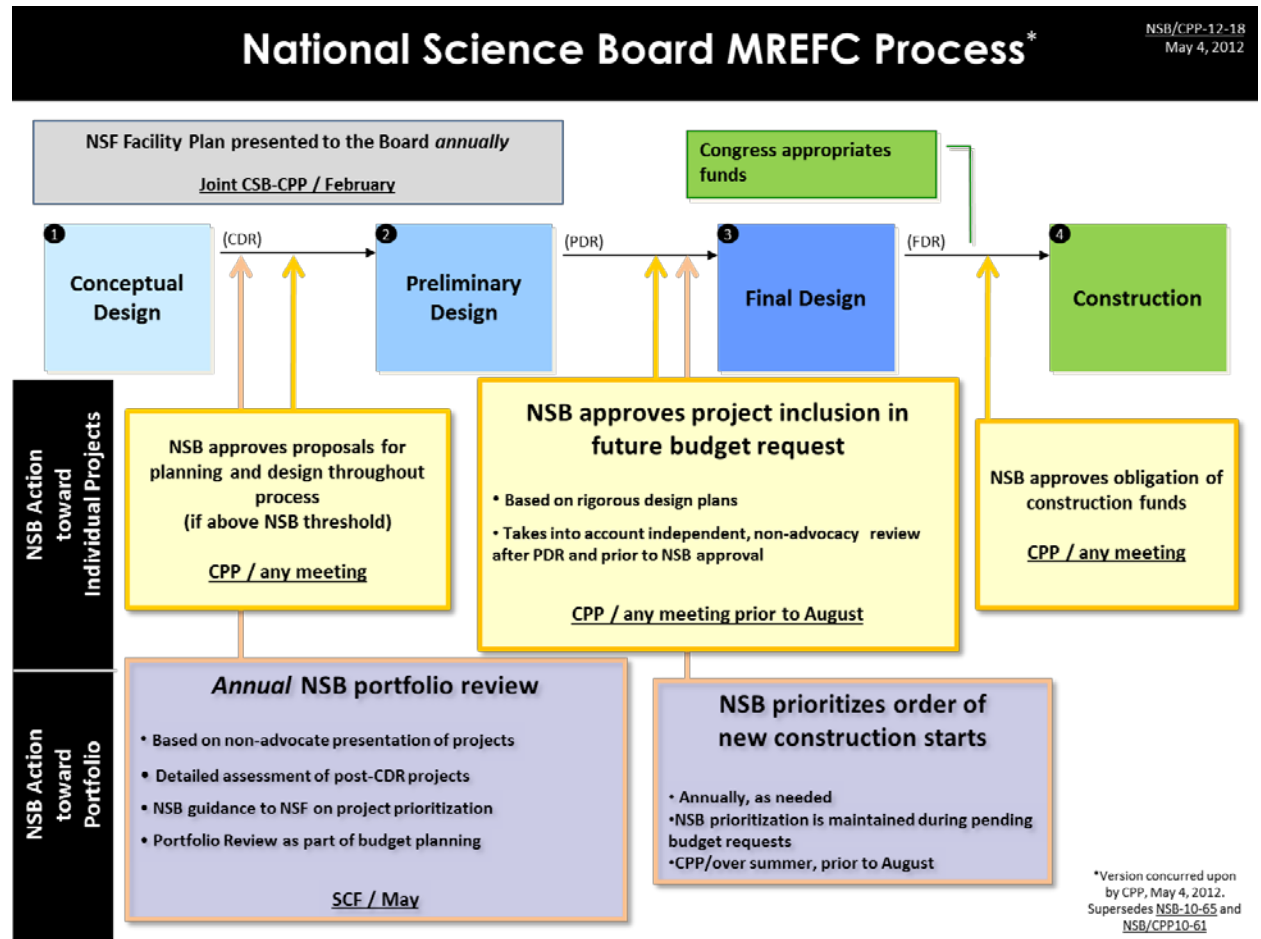 National Science Board MREFC Process*
NSB/CPP-12-18
May 4, 2012
NSF Facility Plan presented to the Board annually
Joint CSB-CPP / February
Congress appropriates
funds
1
Conceptual
Design
(CDR)
2
Preliminary
Design
(PDR)
3
Final Design
(FDR)
4
Construction
NSB Action
toward
Individual Projects
NSB approves proposals for
planning and design throughout
process
(if above NSB threshold)
CPP / any meeting
NSB approves project inclusion in
future budget request
• Based on rigorous design plans
• Takes into account independent, non-advocacy review
after PDR and prior to NSB approval
CPP / any meeting prior to August
NSB approves obligation of
construction funds
CPP / any meeting
NSB Action
toward
Portfolio
Annual NSB portfolio review
• Based on non-advocate presentation of projects
• Detailed assessment of post-CDR projects
• NSB guidance to NSF on project prioritization
• Portfolio Review as part of budget planning
SCF / May
NSB prioritizes order of
new construction starts
• Annually, as needed
•NSB prioritization is maintained during pending
budget requests
•CPP/over summer, prior to August
*Version concurred upon
by CPP, May 4, 2012.
Supersedes NSB-10-65 and
NSB/CPP10-61